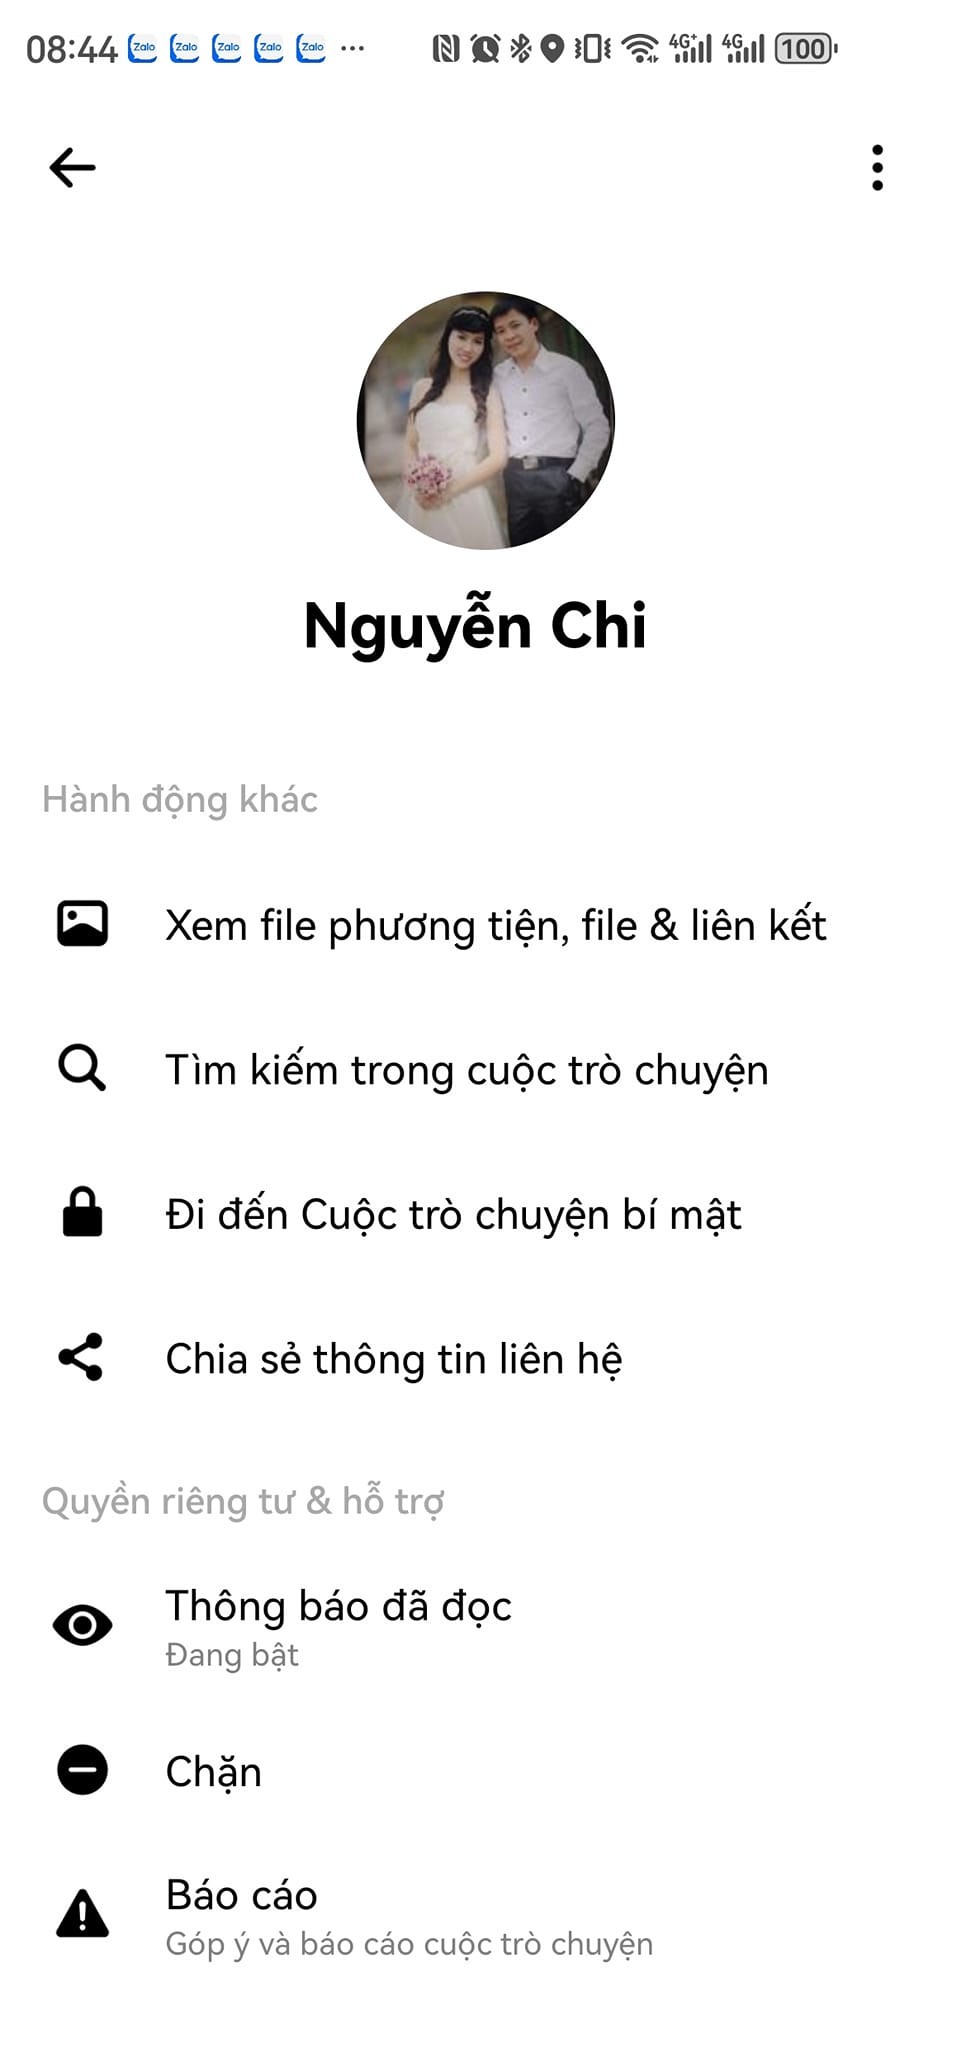 08:44 Zalo Zalo Zalo Zalo Zalo ... 4G+ 4G 100
Nguyễn Chi
Hành động khác
Xem file phương tiện, file & liên kết
Tìm kiếm trong cuộc trò chuyện
Đi đến Cuộc trò chuyện bí mật
Chia sẻ thông tin liên hệ
Quyền riêng tư & hỗ trợ
Thông báo đã đọc
Đang bật
Chặn
Báo cáo
Góp ý và báo cáo cuộc trò chuyện